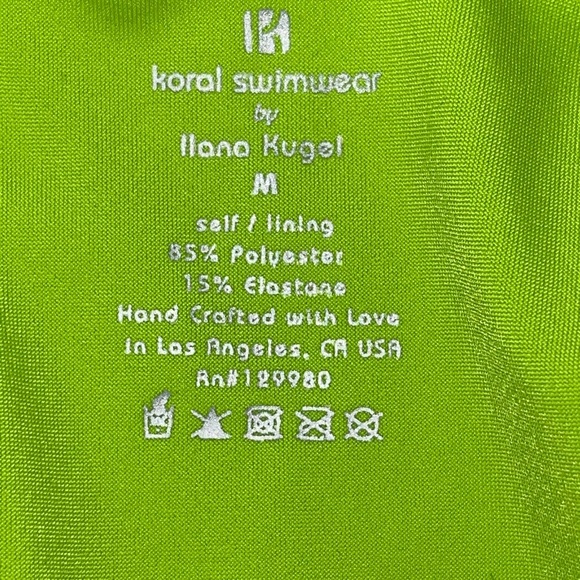 K
koral swimwear
by
Ilana Kugel
M
self / lining
85% Polyester
15% Elastane
Hand Crafted with Love
in Los Angeles, CA USA
Rn#129980